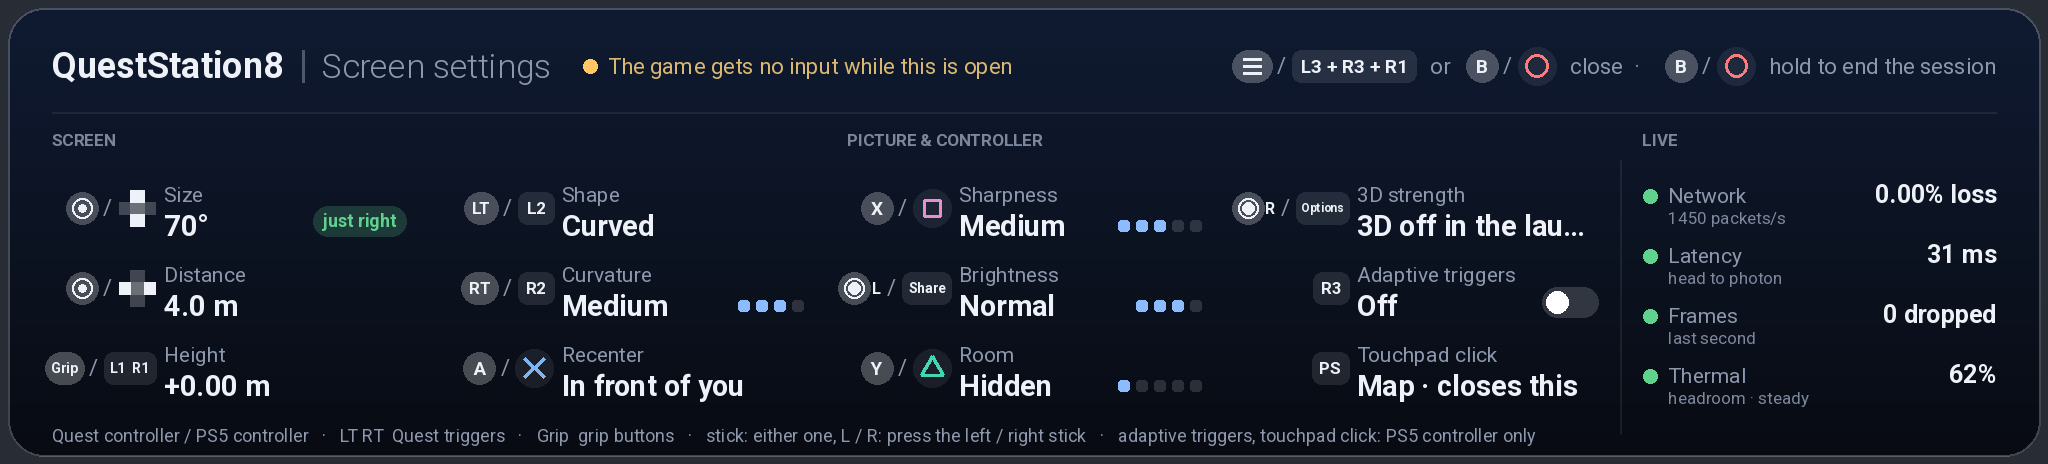 QuestStation8 | Screen settings The game gets no input while this is open / L3 + R3 + R1 or B / close · B / hold to end the session
SCREEN
/ Size
70° just right
/ Distance
4.0 m
Grip / L1 R1 Height
+0.00 m
LT / L2 Shape
Curved
RT / R2 Curvature
Medium
A / Recenter
In front of you
PICTURE & CONTROLLER
X / Sharpness
Medium
L / Share Brightness
Normal
Y / Room
Hidden
R / Options 3D strength
3D off in the lau...
R3 Adaptive triggers
Off
PS Touchpad click
Map · closes this
LIVE
Network 0.00% loss
1450 packets/s
Latency 31 ms
head to photon
Frames 0 dropped
last second
Thermal 62%
headroom · steady
Quest controller / PS5 controller · LT RT Quest triggers · Grip grip buttons · stick: either one, L / R: press the left / right stick · adaptive triggers, touchpad click: PS5 controller only